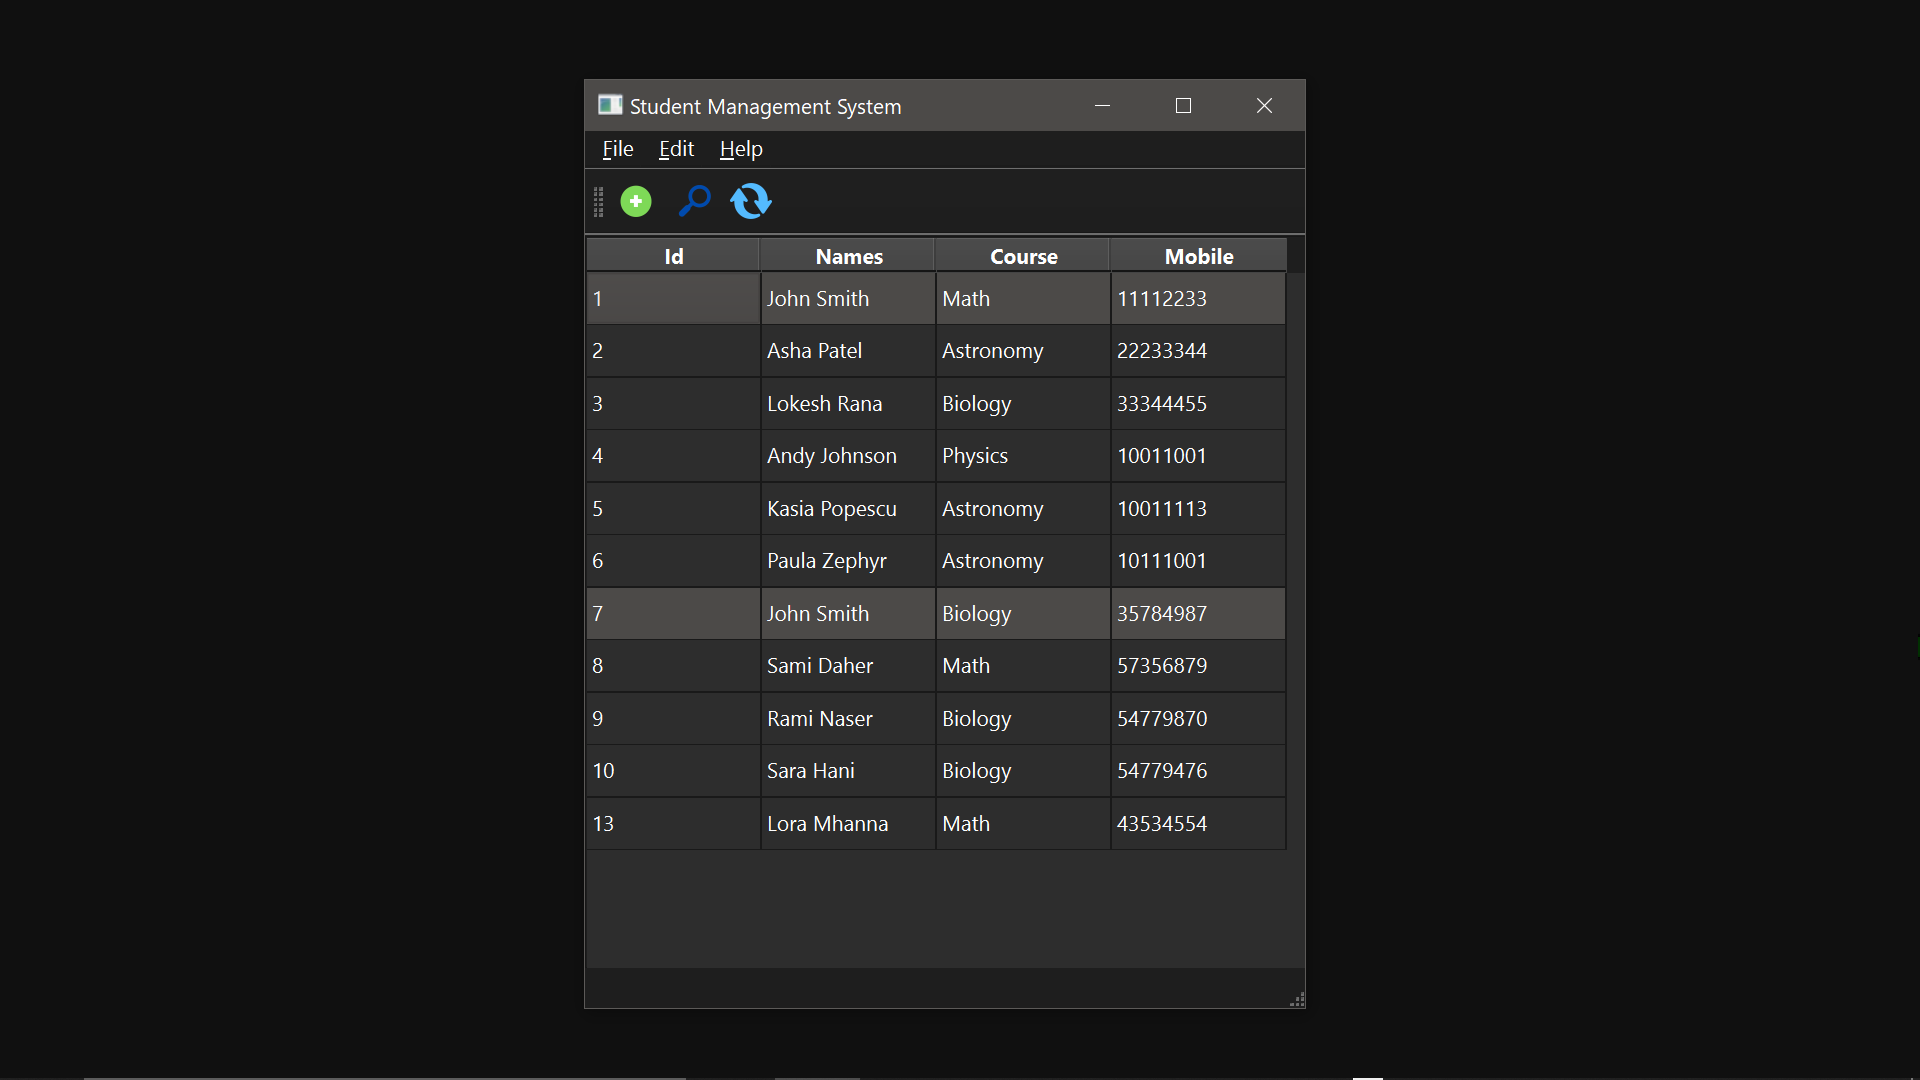 Student Management System
File Edit Help
Id Names Course Mobile
1 John Smith Math 11112233
2 Asha Patel Astronomy 22233344
3 Lokesh Rana Biology 33344455
4 Andy Johnson Physics 10011001
5 Kasia Popescu Astronomy 10011113
6 Paula Zephyr Astronomy 10111001
7 John Smith Biology 35784987
8 Sami Daher Math 57356879
9 Rami Naser Biology 54779870
10 Sara Hani Biology 54779476
13 Lora Mhanna Math 43534554